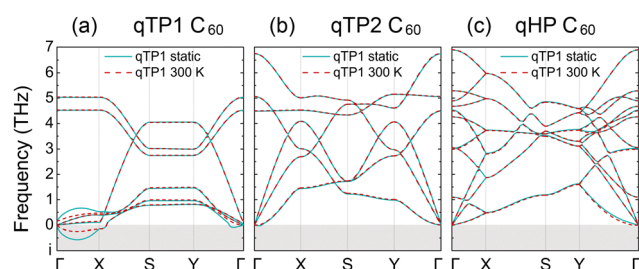 (a) qTP1 C60
(b) qTP2 C60
(c) qHP C60
Frequency (THz)
7
6
5
4
3
2
1
0
i
qTP1 static
qTP1 300 K
Γ X S Y Γ
qTP1 static
qTP1 300 K
Γ X S Y Γ
qTP1 static
qTP1 300 K
Γ X S Y Γ